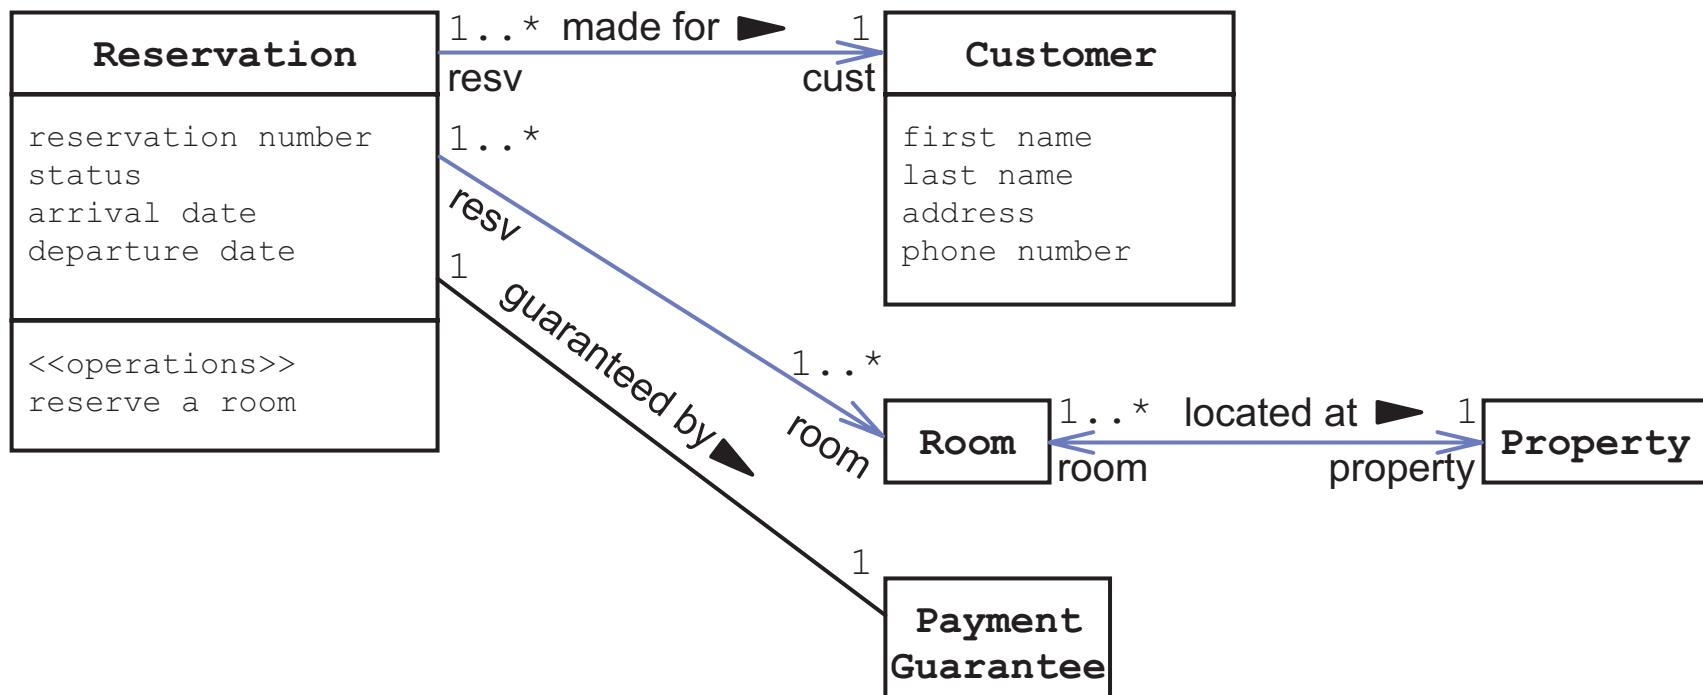 Reservation
reservation number
status
arrival date
departure date
<<operations>>
reserve a room
1..* made for 1
resv cust
Customer
first name
last name
address
phone number
1..*
resv
1..*
room
1
guaranteed by
1
Room
1..* located at 1
room property
Property
Payment
Guarantee